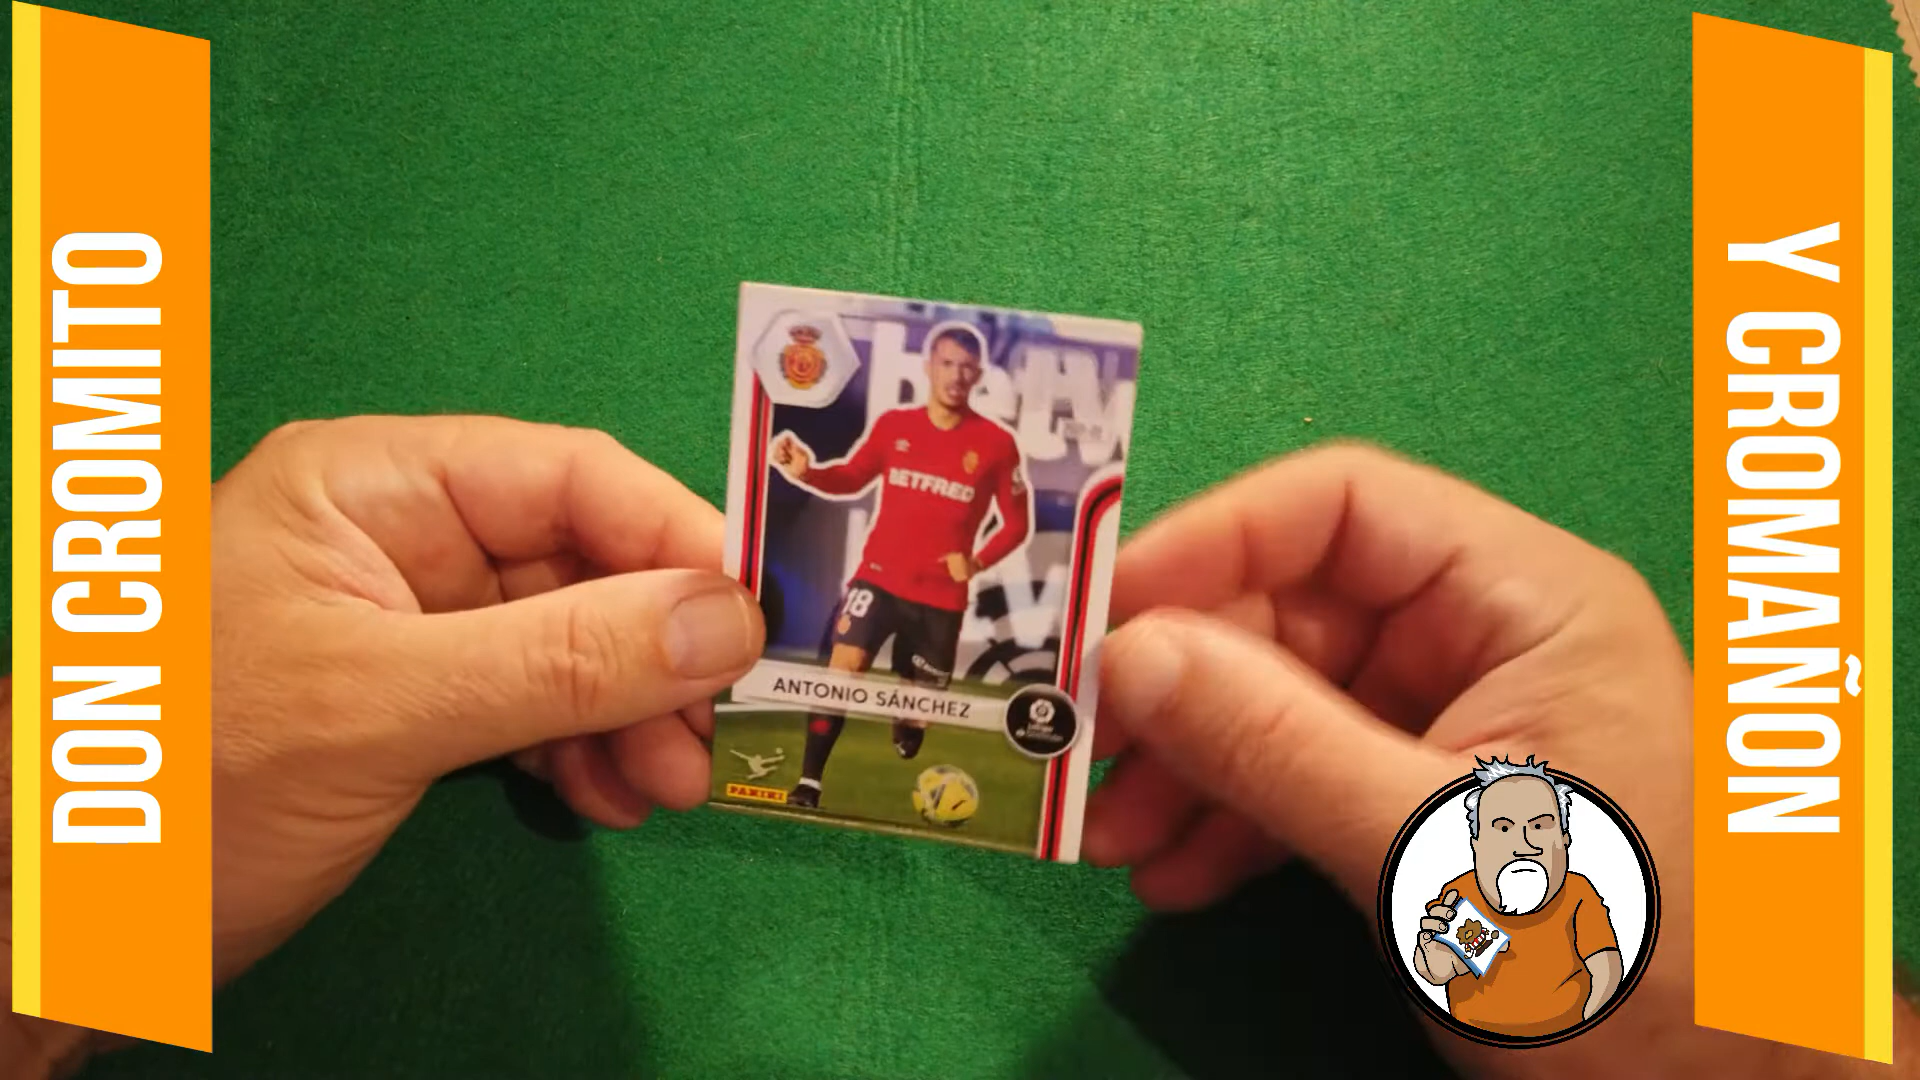 DON CROMITO
Y CROMAÑON
BETFRED
18
ANTONIO SÁNCHEZ
PANINI